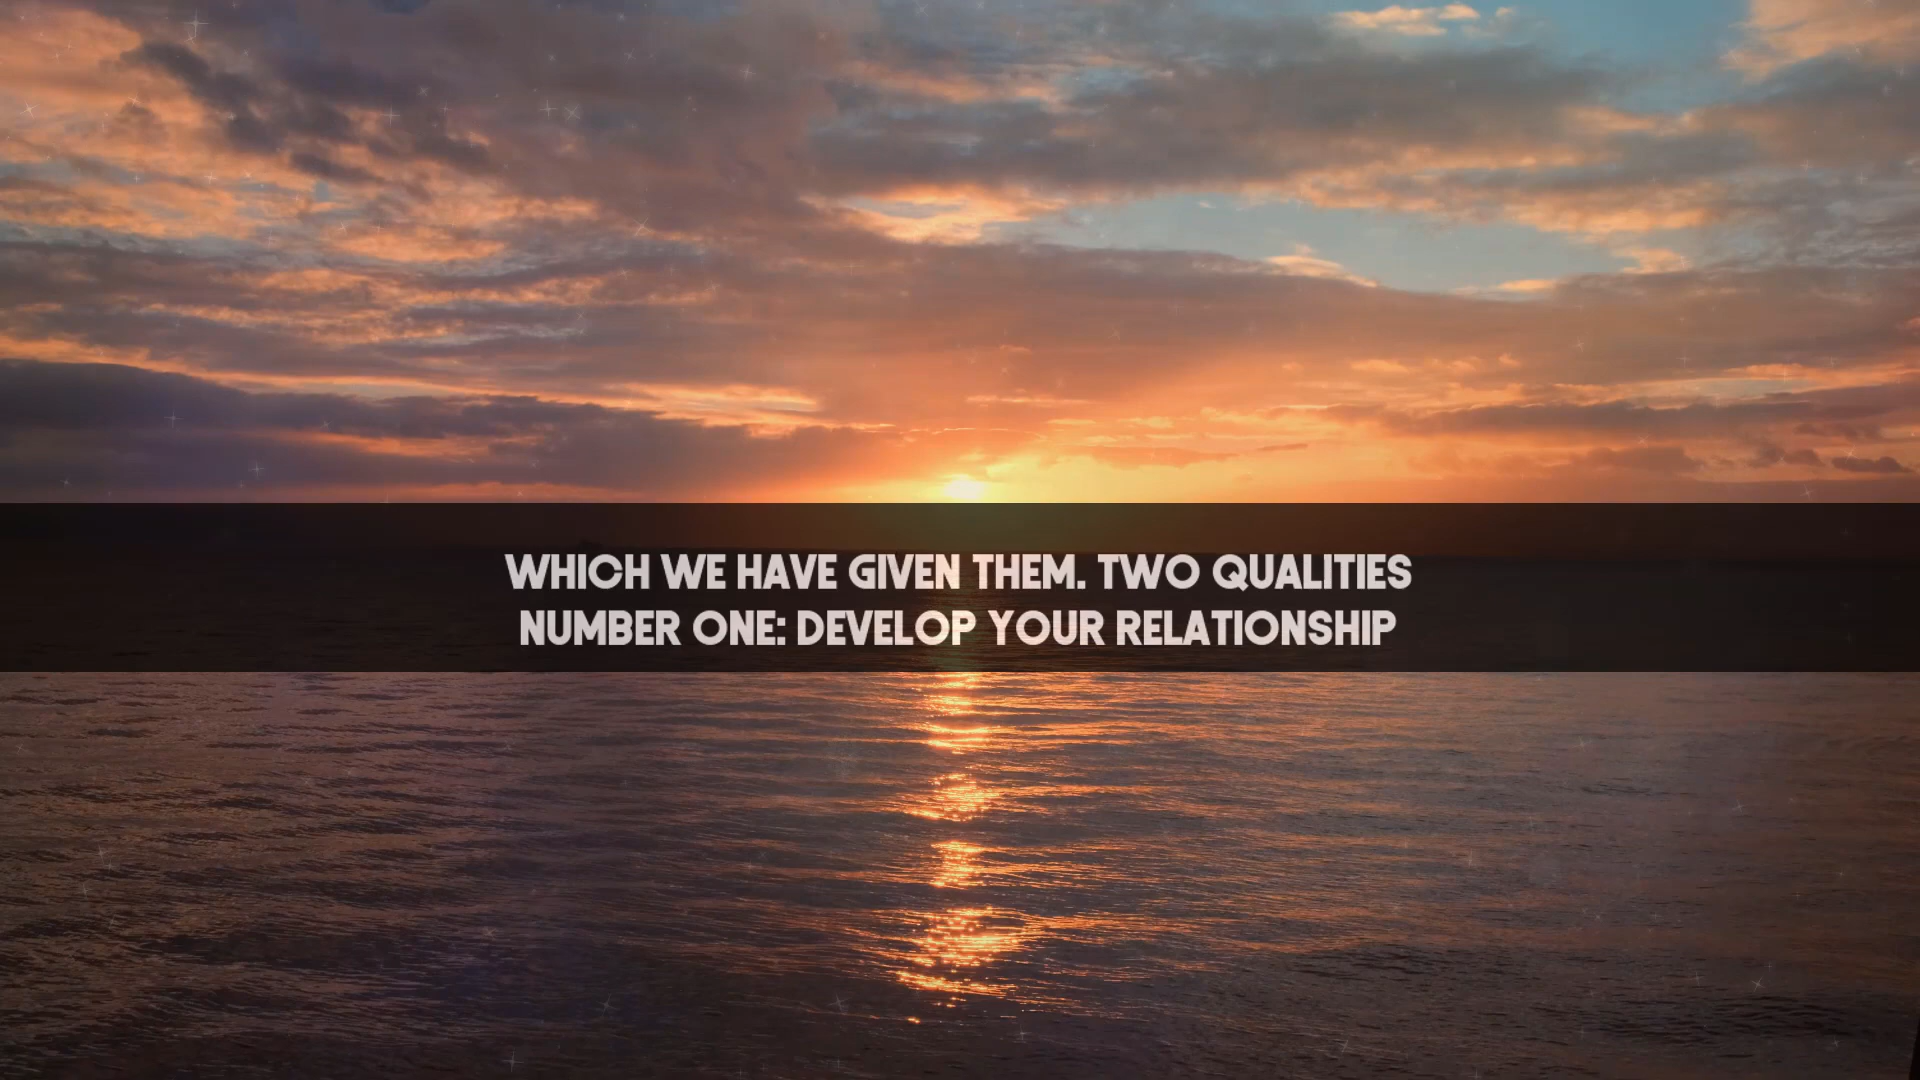 WHICH WE HAVE GIVEN THEM. TWO QUALITIES
NUMBER ONE: DEVELOP YOUR RELATIONSHIP